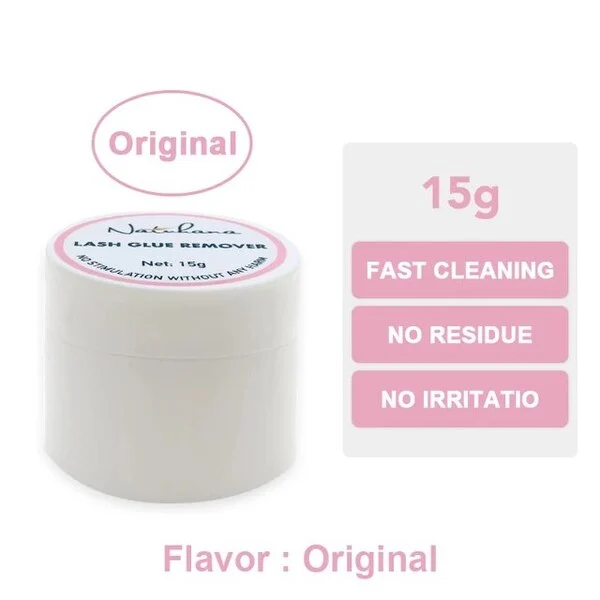 Original
Natuhana
LASH GLUE REMOVER
Net: 15g
NO STIMULATION WITHOUT ANY HARM
15g
FAST CLEANING
NO RESIDUE
NO IRRITATIO
Flavor : Original